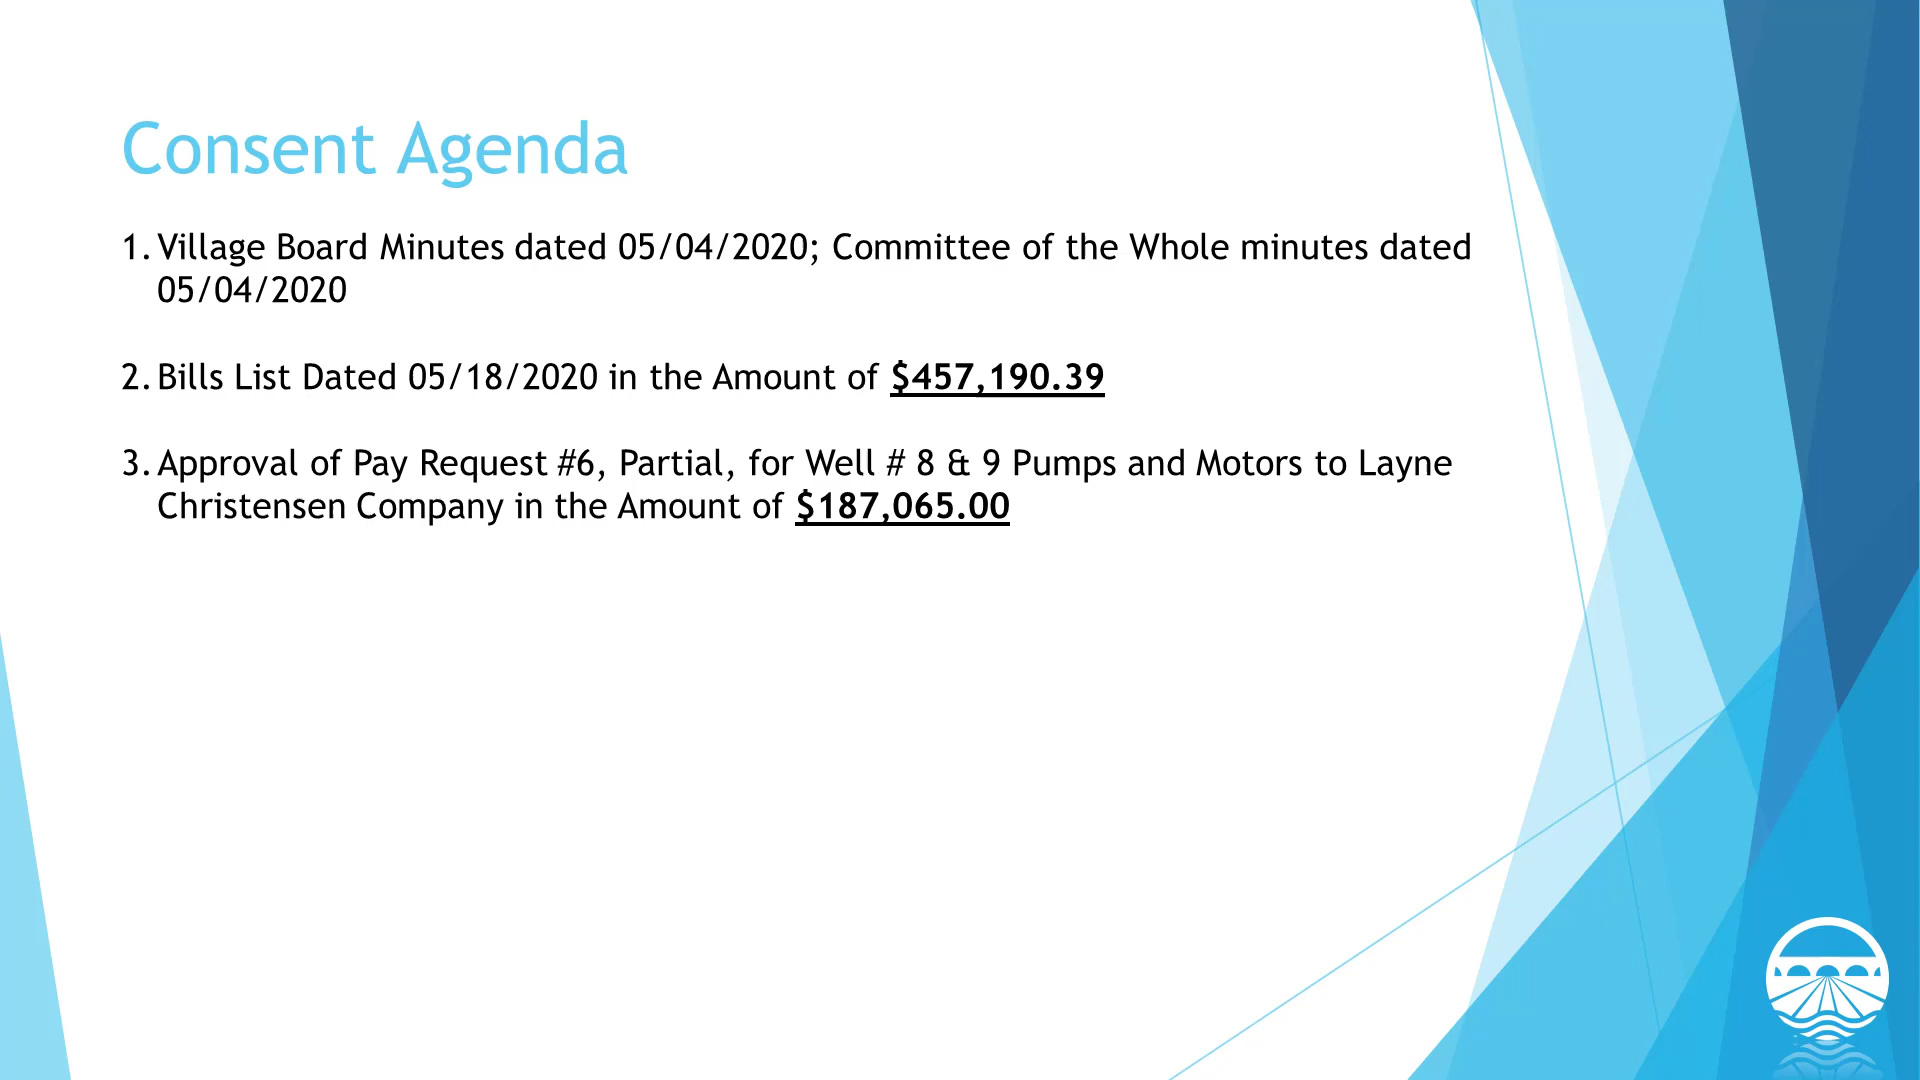 Consent Agenda
1. Village Board Minutes dated 05/04/2020; Committee of the Whole minutes dated
05/04/2020
2. Bills List Dated 05/18/2020 in the Amount of $457,190.39
3. Approval of Pay Request #6, Partial, for Well # 8 & 9 Pumps and Motors to Layne
Christensen Company in the Amount of $187,065.00